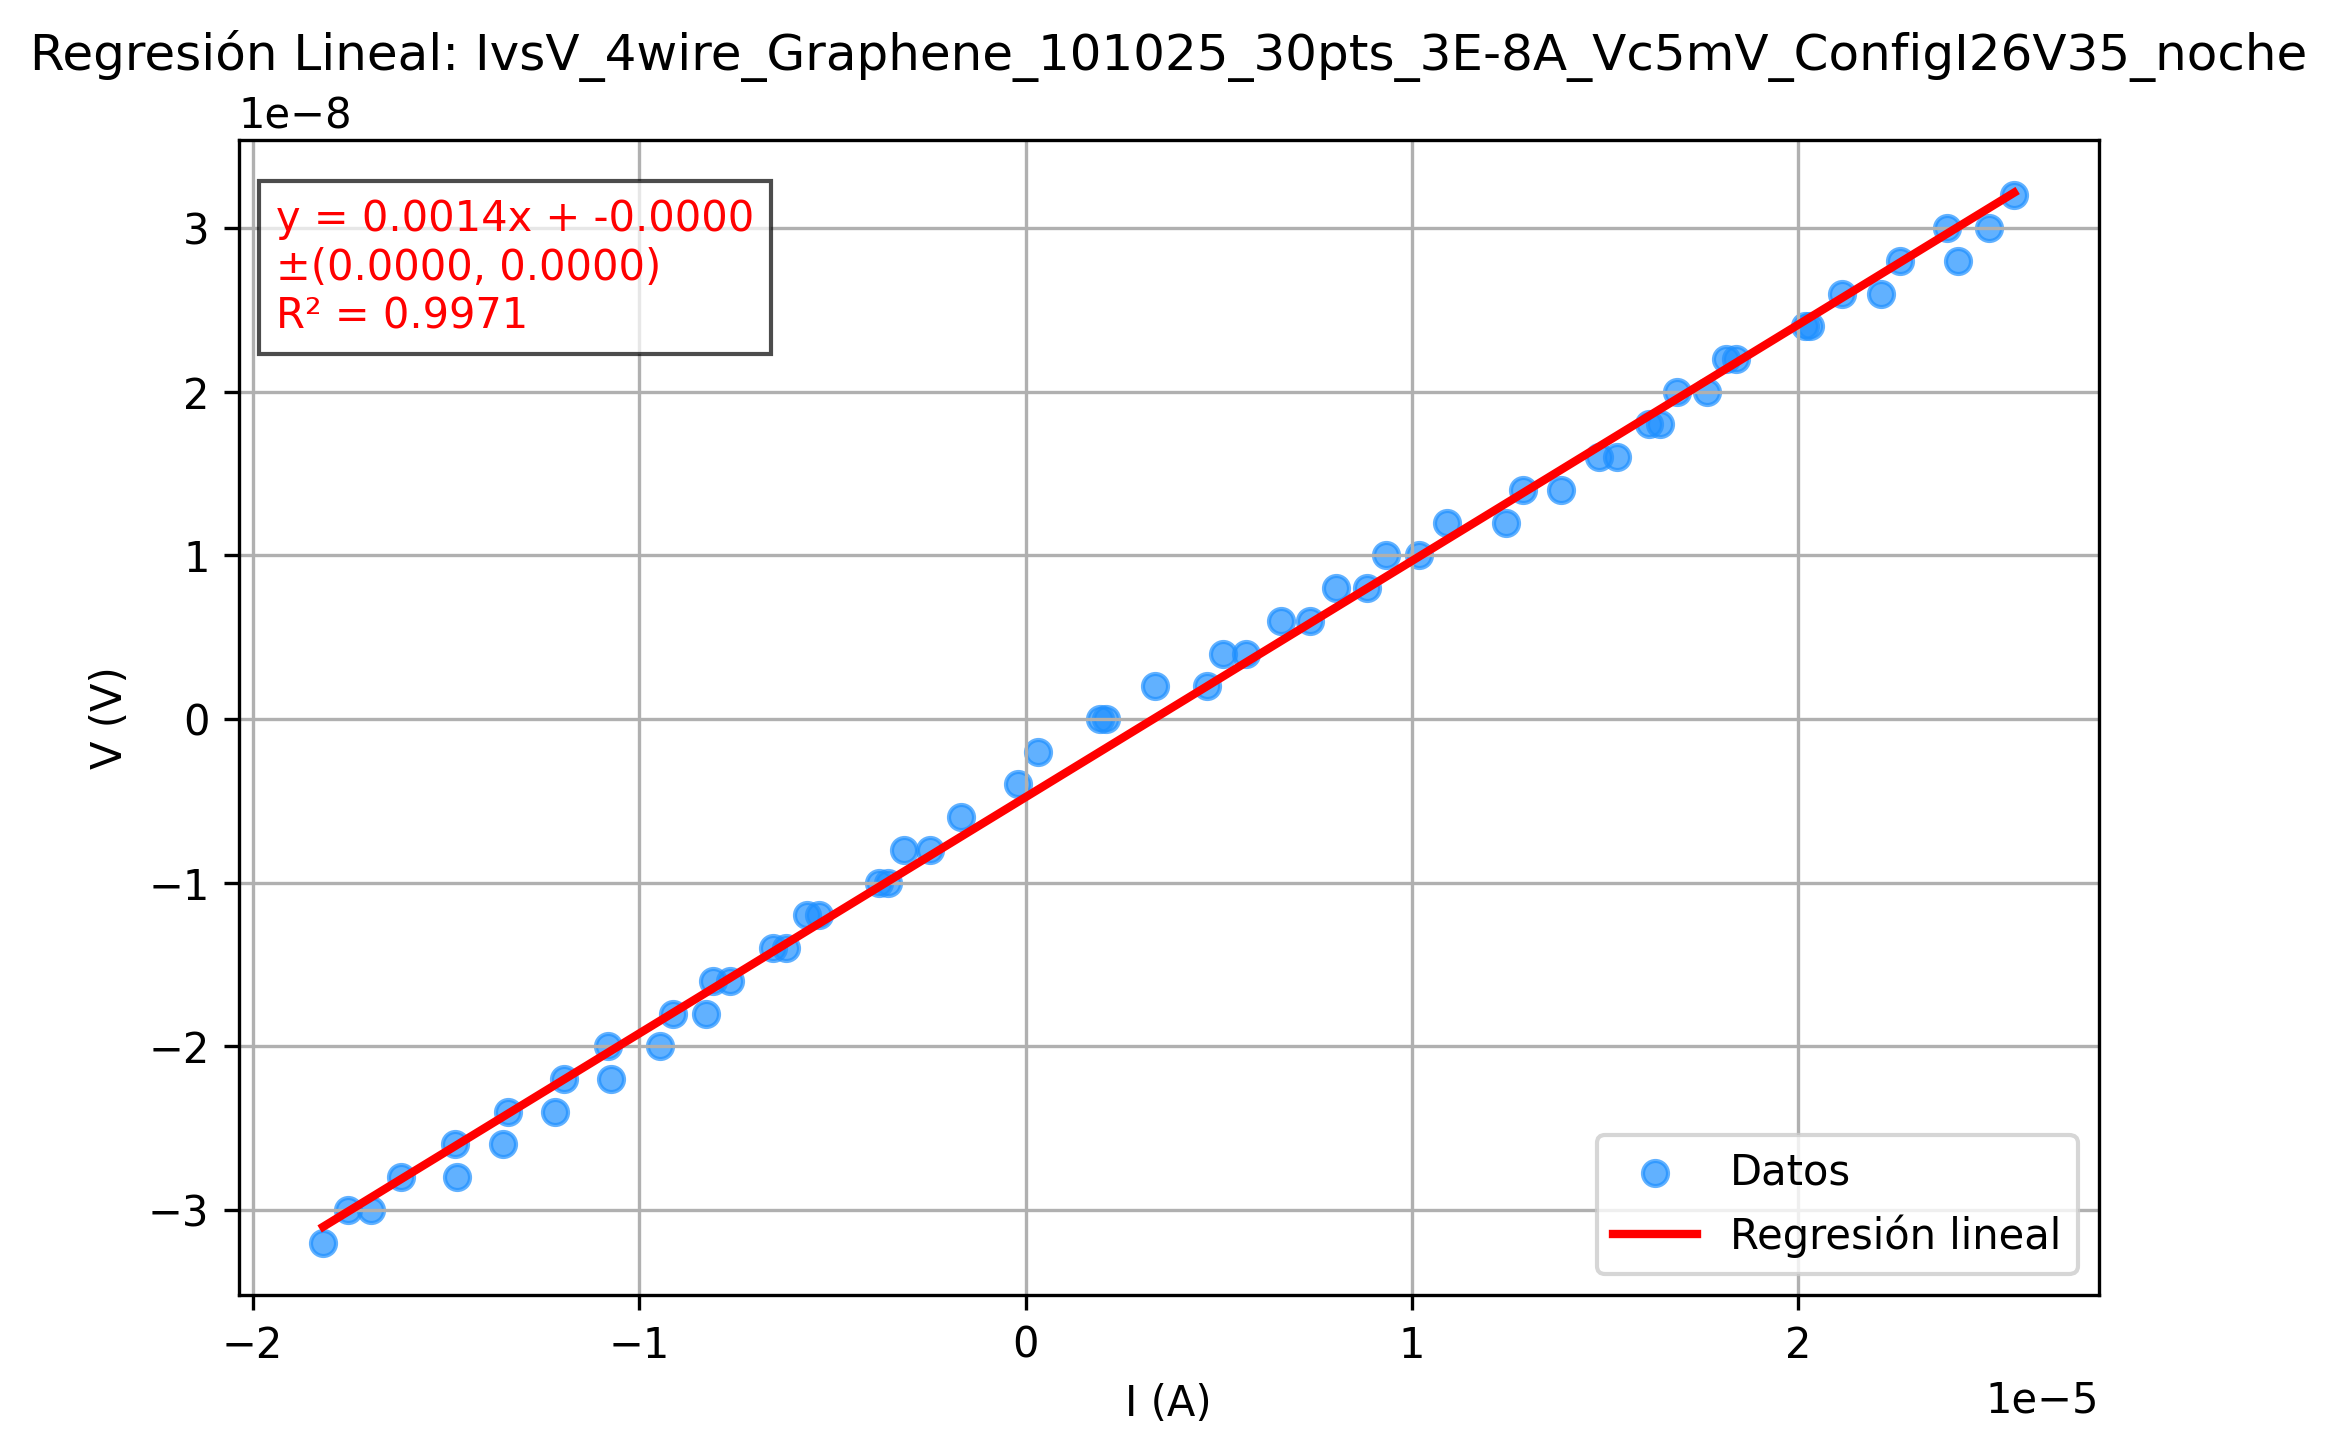 Regresión Lineal: IvsV_4wire_Graphene_101025_30pts_3E-8A_Vc5mV_ConfigI26V35_noche
1e−8
y = 0.0014x + -0.0000
±(0.0000, 0.0000)
R² = 0.9971
3
2
1
0
−1
−2
−3
V (V)
Datos
Regresión lineal
−2
−1
0
1
2
I (A)
1e−5